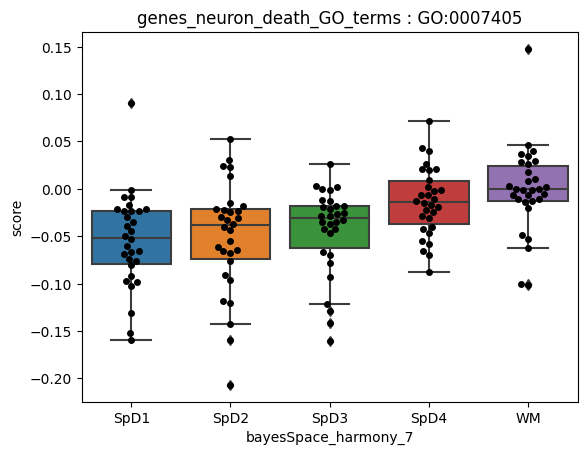 genes_neuron_death_GO_terms : GO:0007405
0.15
0.10
0.05
0.00
−0.05
−0.10
−0.15
−0.20
score
SpD1 SpD2 SpD3 SpD4 WM
bayesSpace_harmony_7